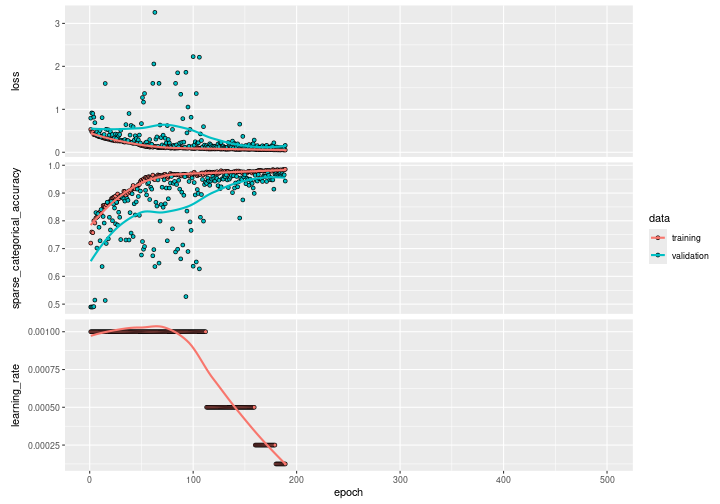 loss
3
2
1
0
sparse_categorical_accuracy
1.0
0.9
0.8
0.7
0.6
0.5
learning_rate
0.00100
0.00075
0.00050
0.00025
0 100 200 300 400 500
epoch
data
training
validation